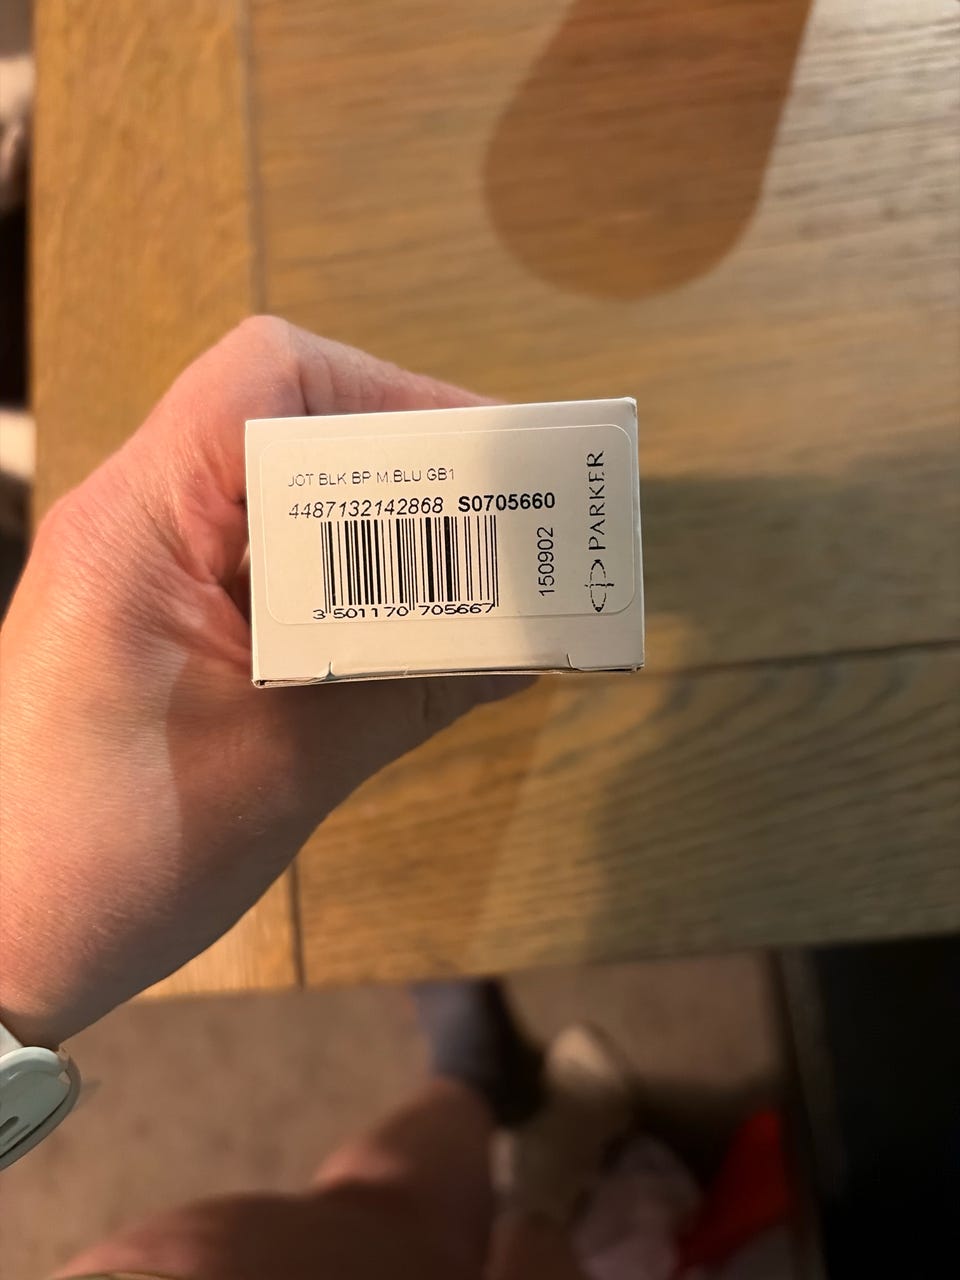 JOT BLK BP M.BLU GB1
4487132142868 S0705660
3 501170 705667
150902
PARKER